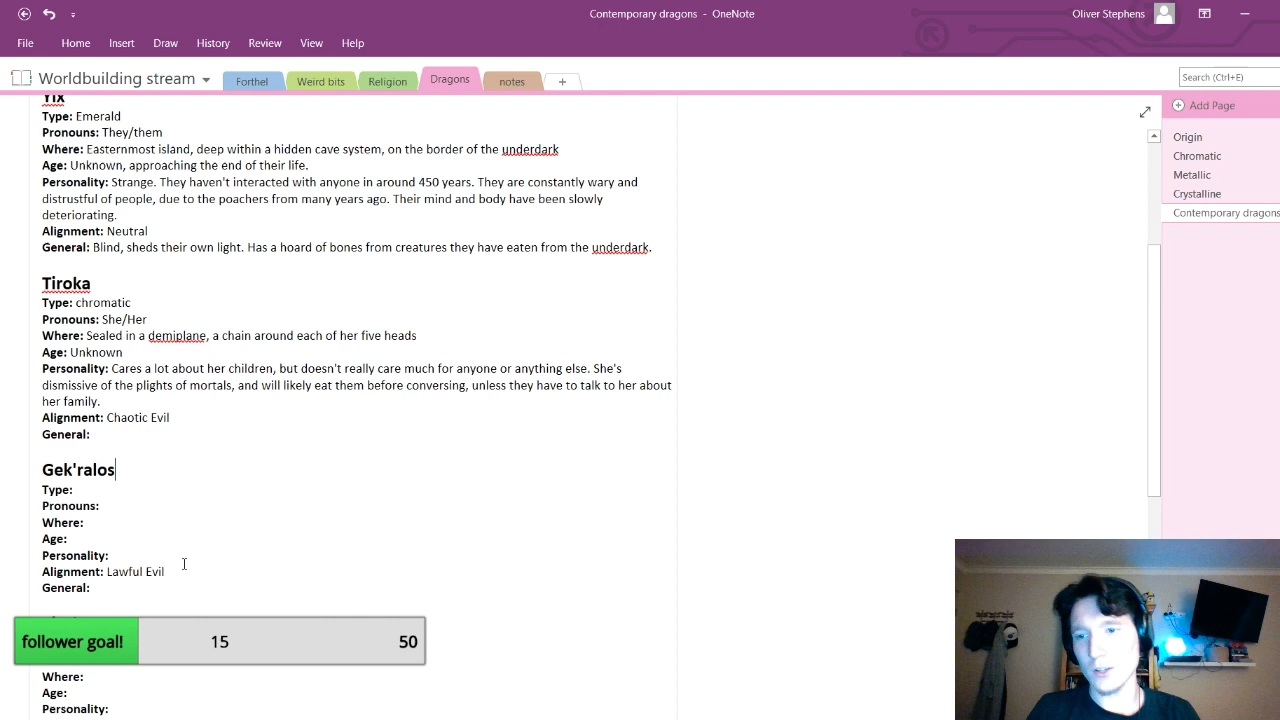 Contemporary dragons - OneNote
Oliver Stephens
File Home Insert Draw History Review View Help
Worldbuilding stream Forthel Weird bits Religion Dragons notes +
Search (Ctrl+E)
Yix
Type: Emerald
Pronouns: They/them
Where: Easternmost island, deep within a hidden cave system, on the border of the underdark
Age: Unknown, approaching the end of their life.
Personality: Strange. They haven't interacted with anyone in around 450 years. They are constantly wary and
distrustful of people, due to the poachers from many years ago. Their mind and body have been slowly
deteriorating.
Alignment: Neutral
General: Blind, sheds their own light. Has a hoard of bones from creatures they have eaten from the underdark.
Tiroka
Type: chromatic
Pronouns: She/Her
Where: Sealed in a demiplane, a chain around each of her five heads
Age: Unknown
Personality: Cares a lot about her children, but doesn't really care much for anyone or anything else. She's
dismissive of the plights of mortals, and will likely eat them before conversing, unless they have to talk to her about
her family.
Alignment: Chaotic Evil
General:
Gek'ralos
Type:
Pronouns:
Where:
Age:
Personality:
Alignment: Lawful Evil
General:
follower goal! 15 50
Where:
Age:
Personality:
Add Page
Origin
Chromatic
Metallic
Crystalline
Contemporary dragons